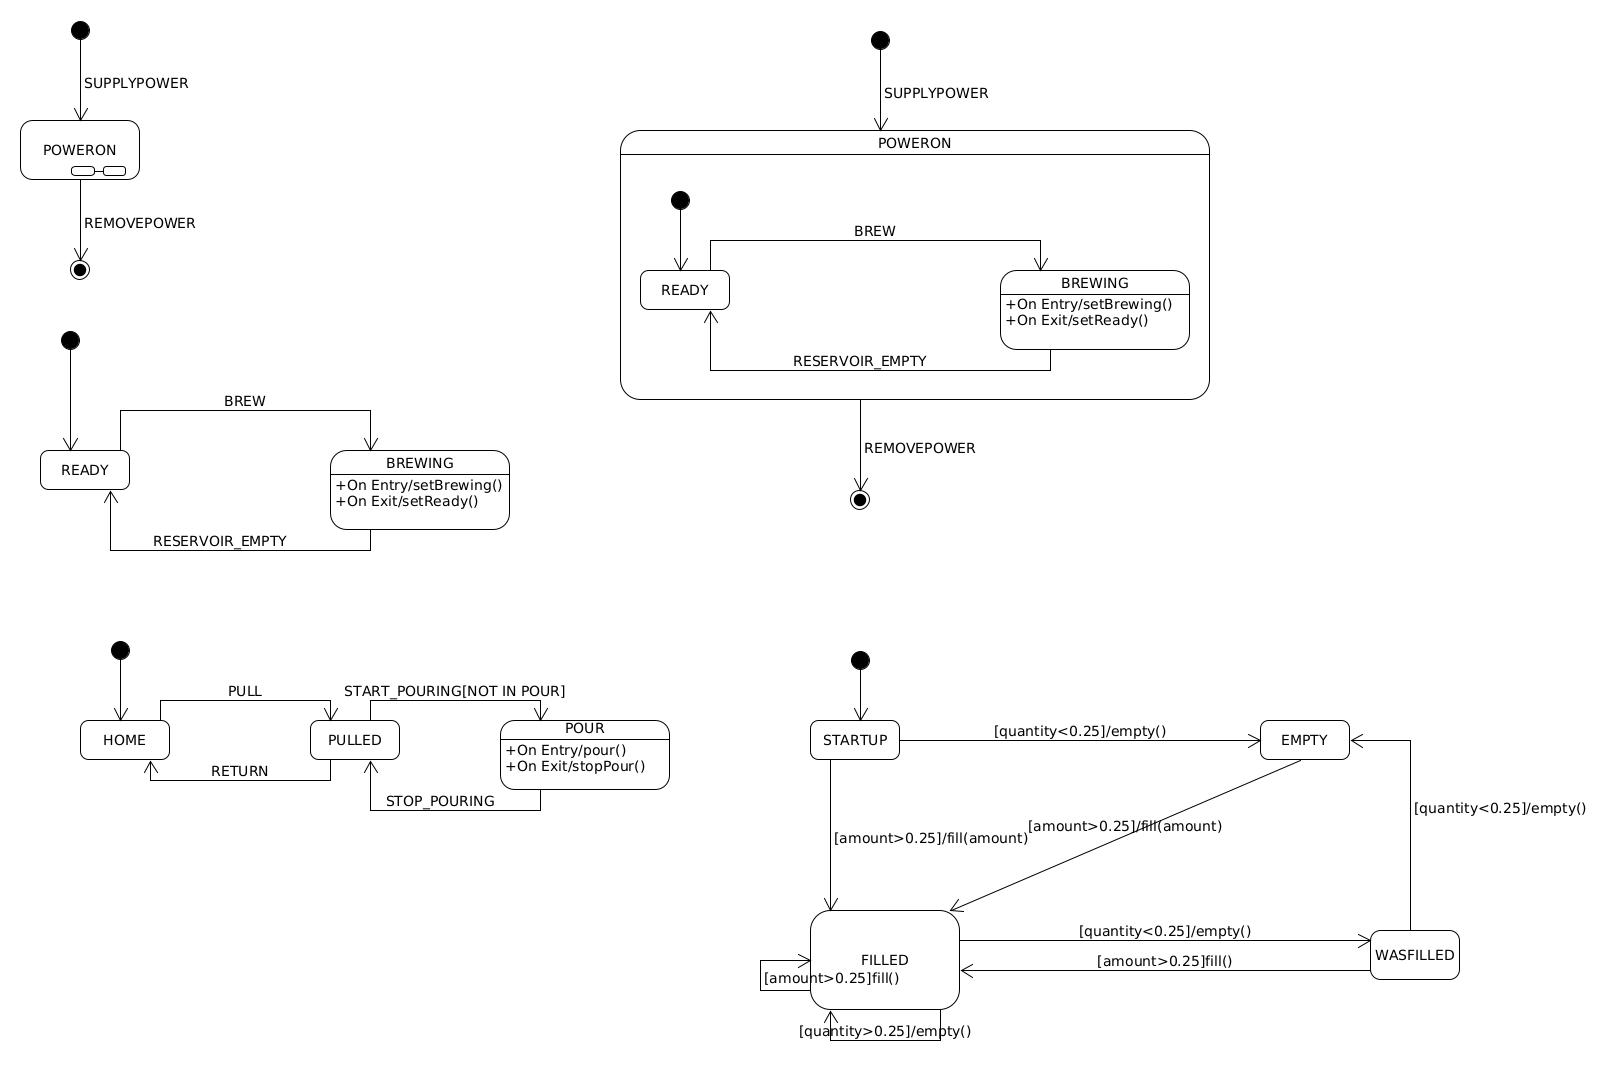 SUPPLYPOWER
POWERON
REMOVEPOWER
BREW
READY
BREWING
+On Entry/setBrewing()
+On Exit/setReady()
RESERVOIR_EMPTY
SUPPLYPOWER
POWERON
BREW
READY
BREWING
+On Entry/setBrewing()
+On Exit/setReady()
RESERVOIR_EMPTY
REMOVEPOWER
PULL
START_POURING[NOT IN POUR]
HOME
PULLED
POUR
+On Entry/pour()
+On Exit/stopPour()
RETURN
STOP_POURING
STARTUP
[quantity<0.25]/empty()
EMPTY
[quantity<0.25]/empty()
[amount>0.25]/fill(amount)
[amount>0.25]/fill(amount)
[quantity<0.25]/empty()
FILLED
WASFILLED
[amount>0.25]fill()
[amount>0.25]fill()
[quantity>0.25]/empty()